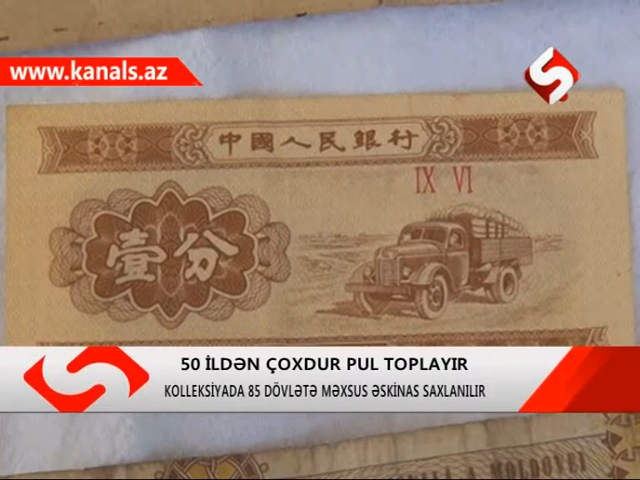 www.kanals.az
中國人民銀行
IX VI
壹分
50 İLDƏN ÇOXDUR PUL TOPLAYIR
KOLLEKSİYADA 85 DÖVLƏTƏ MƏXSUS ƏSKİNAS SAXLANILIR
A MOLDOVEI